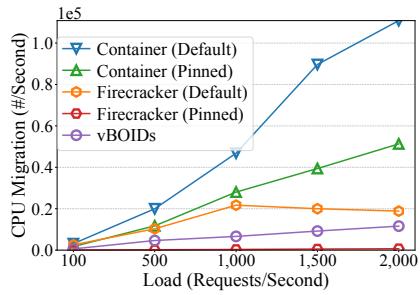 1e5
CPU Migration (#/Second)
1.0
0.8
0.6
0.4
0.2
0.0
Container (Default)
Container (Pinned)
Firecracker (Default)
Firecracker (Pinned)
vBOIDs
100 500 1,000 1,500 2,000
Load (Requests/Second)